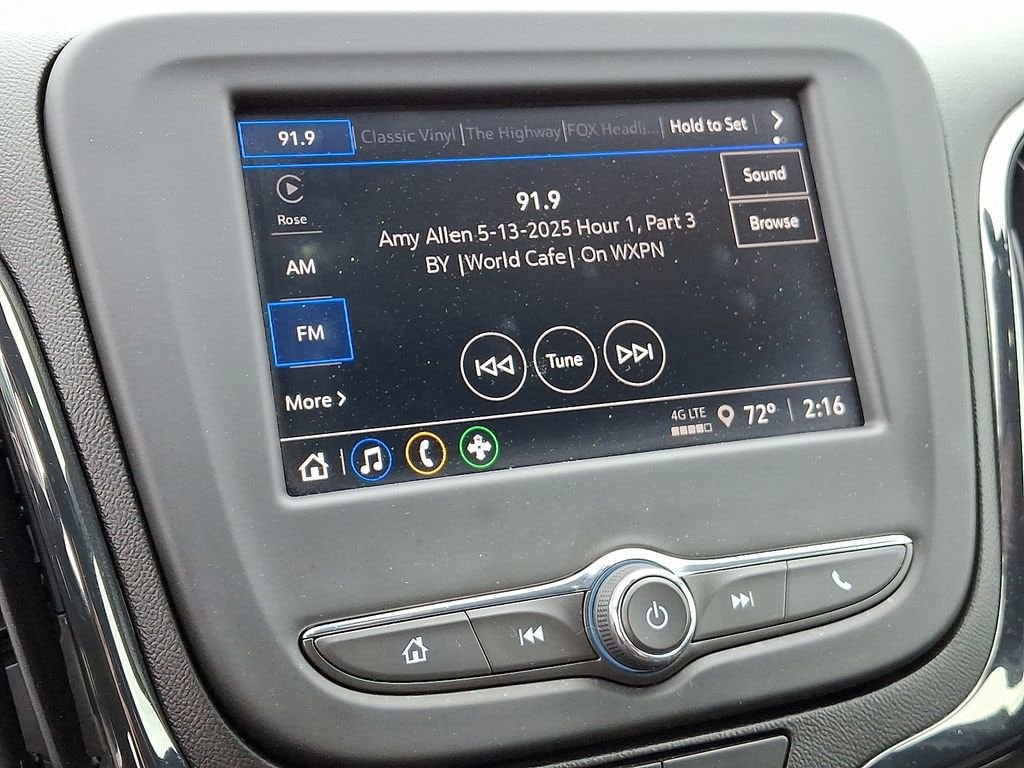 91.9 Classic Vinyl The Highway FOX Headli... Hold to Set
Rose
AM
FM
More
91.9
Amy Allen 5-13-2025 Hour 1, Part 3
BY |World Cafe| On WXPN
Tune
Sound
Browse
4G LTE 72° 2:16